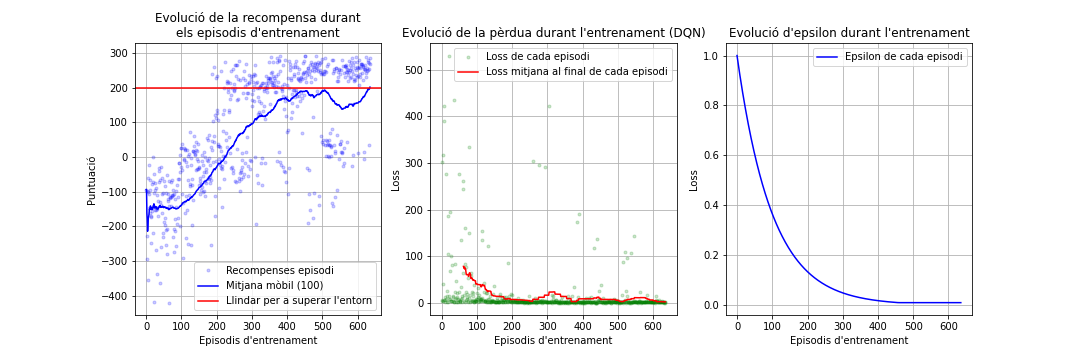 Evolució de la recompensa durant
els episodis d'entrenament
300
200
100
0
−100
−200
−300
−400
Puntuació
Recompenses episodi
Mitjana mòbil (100)
Llindar per a superar l'entorn
0 100 200 300 400 500 600
Episodis d'entrenament
Evolució de la pèrdua durant l'entrenament (DQN)
500
400
300
200
100
0
Loss
Loss de cada episodi
Loss mitjana al final de cada episodi
0 100 200 300 400 500 600
Episodis d'entrenament
Evolució d'epsilon durant l'entrenament
1.0
0.8
0.6
0.4
0.2
0.0
Loss
Epsilon de cada episodi
0 100 200 300 400 500 600
Episodis d'entrenament